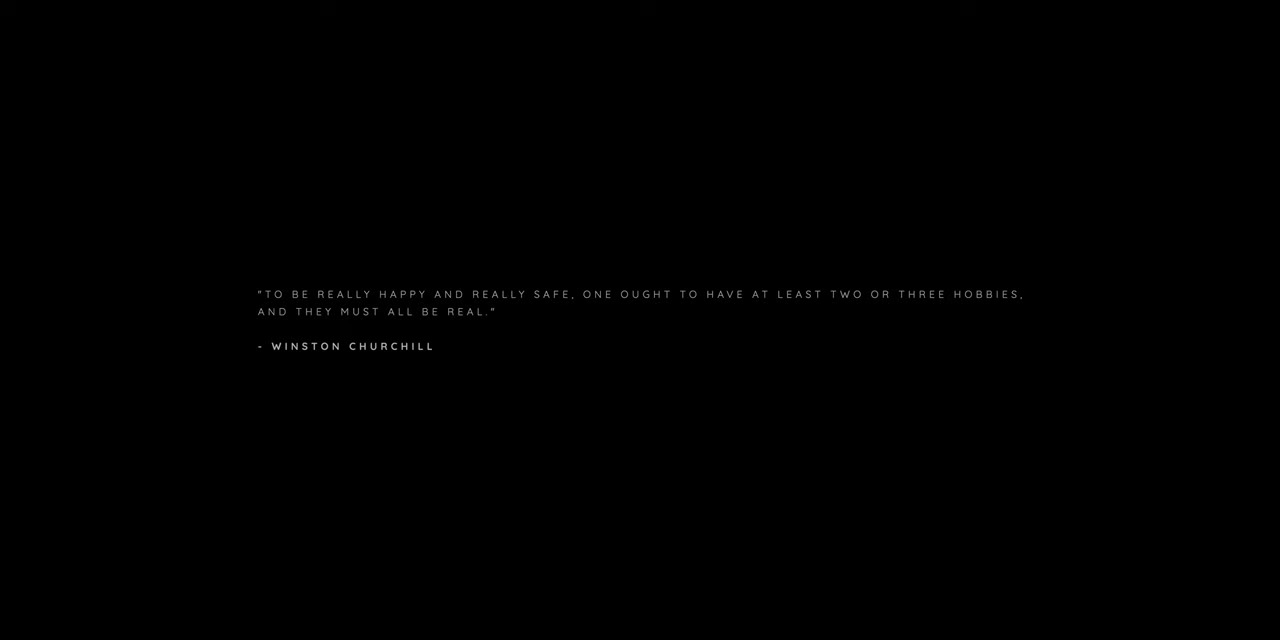 "TO BE REALLY HAPPY AND REALLY SAFE, ONE OUGHT TO HAVE AT LEAST TWO OR THREE HOBBIES,
AND THEY MUST ALL BE REAL."
- WINSTON CHURCHILL